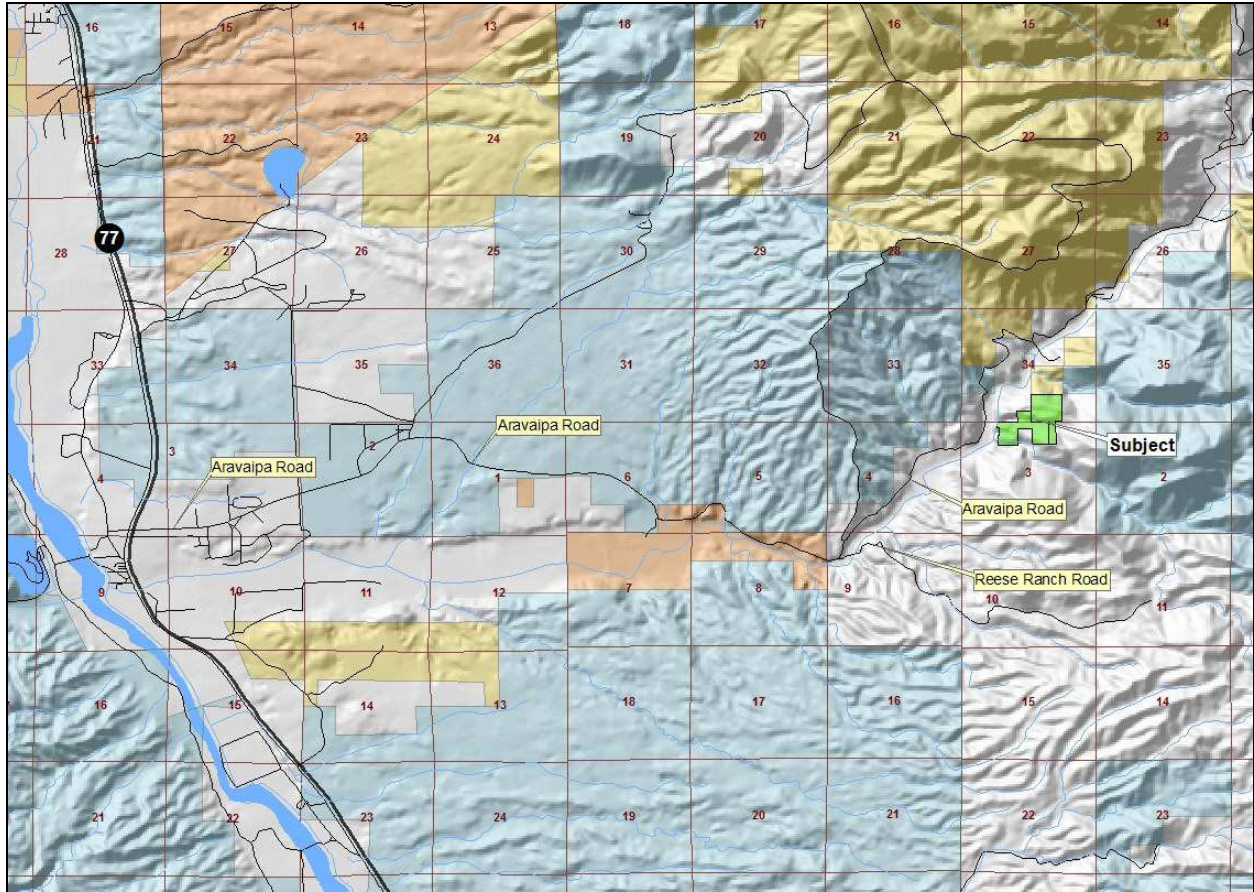 16 15 14 13 18 17 16 15 14
21 22 23 24 19 20 21 22 23
28 77 27 26 25 30 29 28 27 26
33 34 35 36 31 32 33 34 35
Subject
Aravaipa Road
Aravaipa Road
4 3 2 1 6 5 4 3 2
Aravaipa Road
Reese Ranch Road
9 10 11 12 7 8 9 10 11
16 15 14 13 18 17 16 15 14
21 22 23 24 19 20 21 22 23